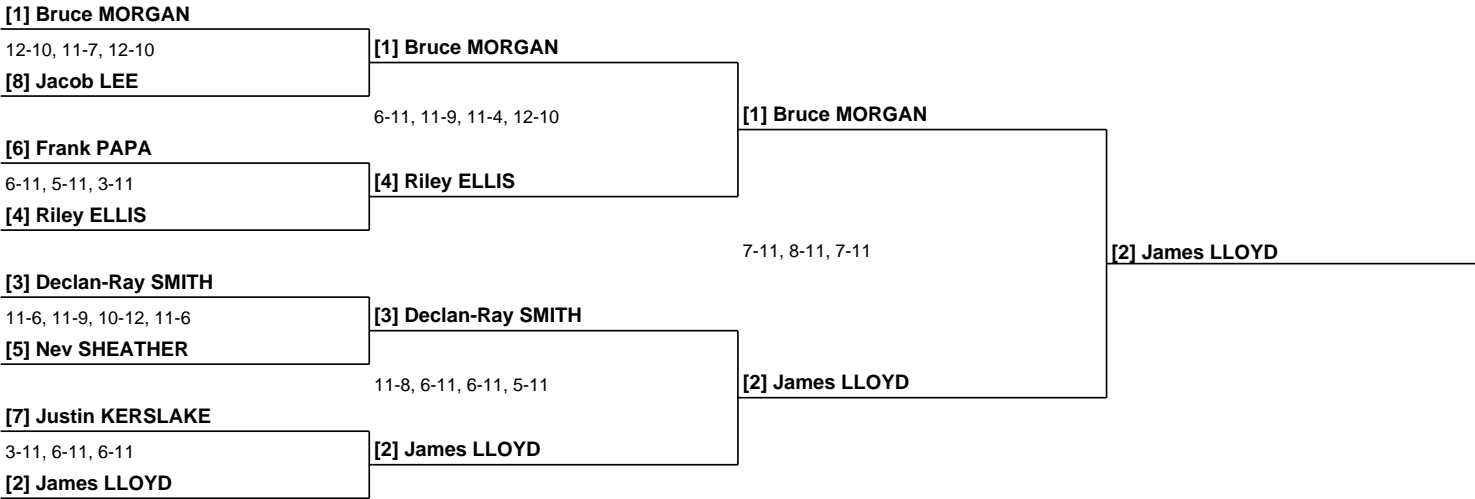 [1] Bruce MORGAN
12-10, 11-7, 12-10
[8] Jacob LEE
[6] Frank PAPA
6-11, 5-11, 3-11
[4] Riley ELLIS
[3] Declan-Ray SMITH
11-6, 11-9, 10-12, 11-6
[5] Nev SHEATHER
[7] Justin KERSLAKE
3-11, 6-11, 6-11
[2] James LLOYD
[1] Bruce MORGAN
6-11, 11-9, 11-4, 12-10
[4] Riley ELLIS
[3] Declan-Ray SMITH
11-8, 6-11, 6-11, 5-11
[2] James LLOYD
[1] Bruce MORGAN
7-11, 8-11, 7-11
[2] James LLOYD
[2] James LLOYD